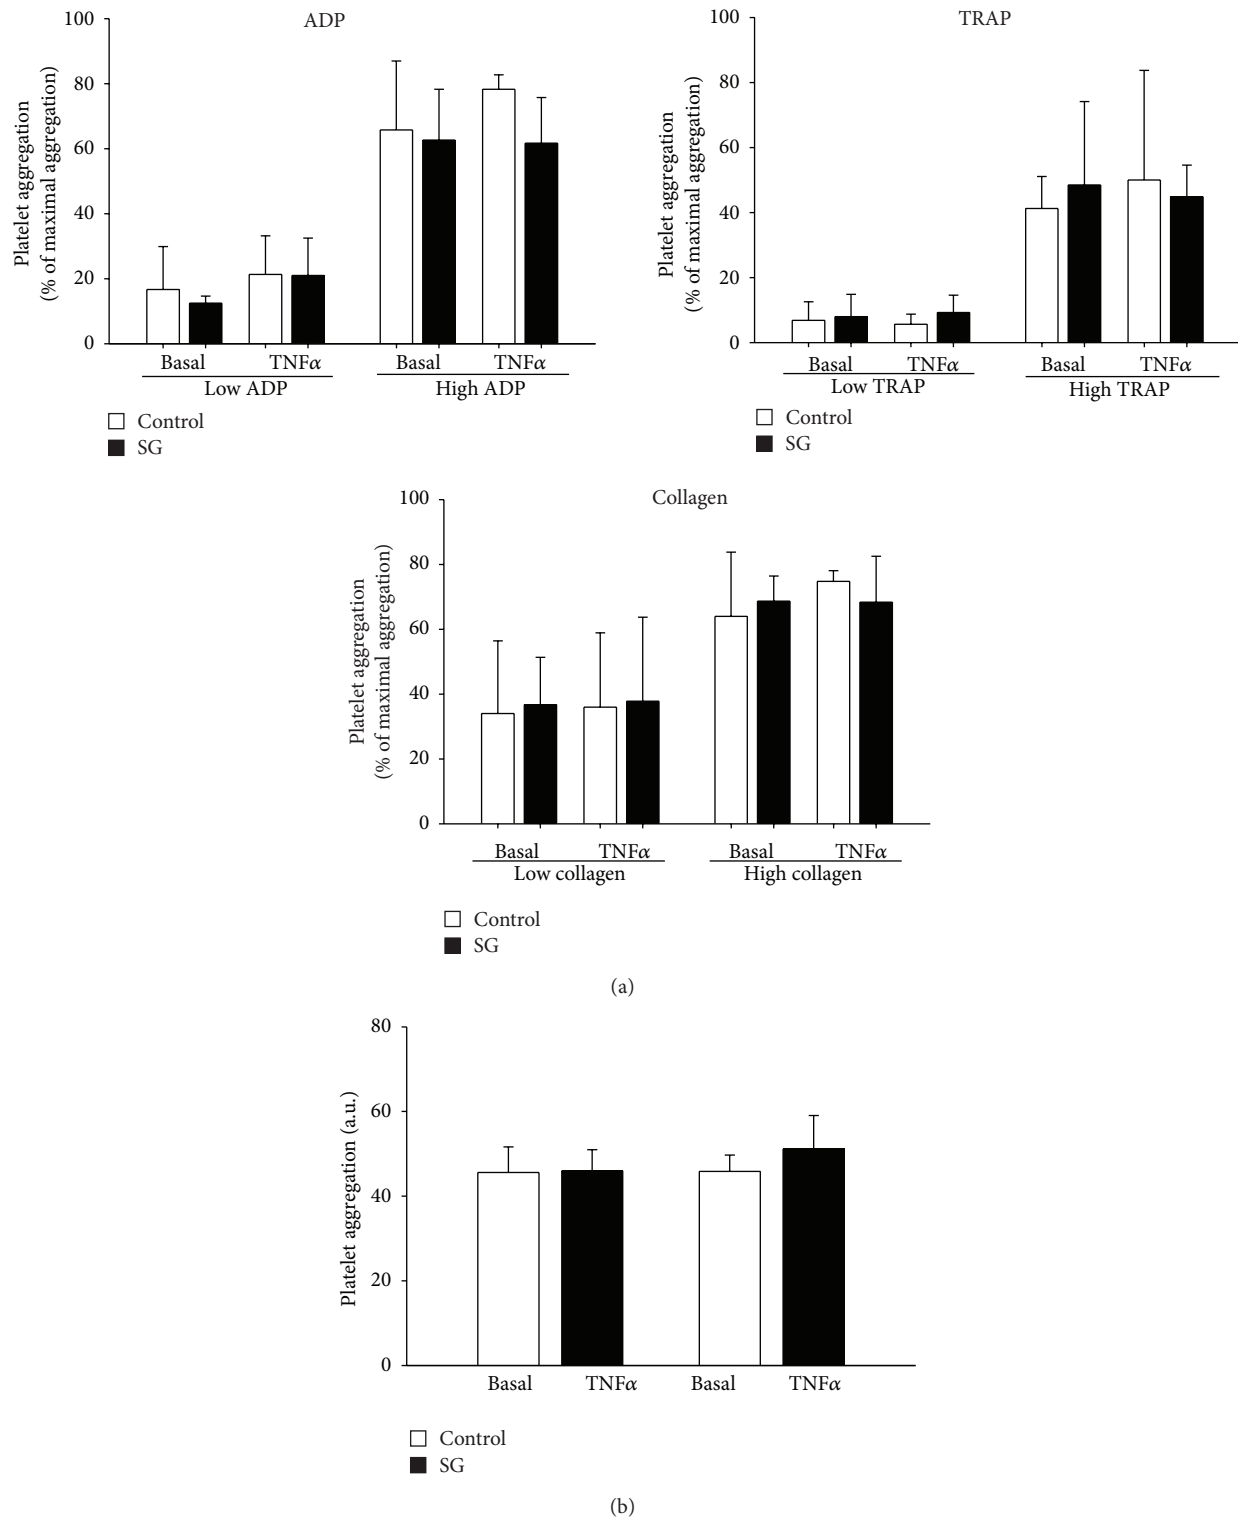 ADP
Platelet aggregation
(% of maximal aggregation)
100
80
60
40
20
0
Basal TNFα Basal TNFα
Low ADP High ADP
Control
SG
TRAP
Platelet aggregation
(% of maximal aggregation)
100
80
60
40
20
0
Basal TNFα Basal TNFα
Low TRAP High TRAP
Control
SG
Collagen
Platelet aggregation
(% of maximal aggregation)
100
80
60
40
20
0
Basal TNFα Basal TNFα
Low collagen High collagen
Control
SG
(a)
Platelet aggregation (a.u.)
80
60
40
20
0
Basal TNFα Basal TNFα
Control
SG
(b)